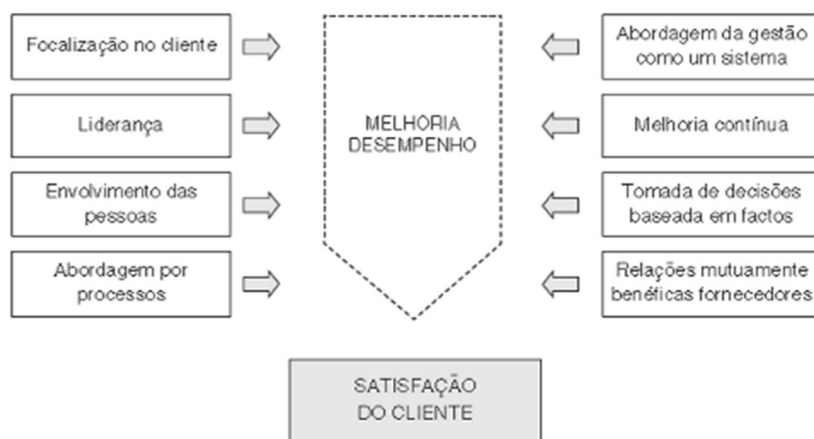 Focalização no cliente
Liderança
Envolvimento das
pessoas
Abordagem por
processos
MELHORIA
DESEMPENHO
Abordagem da gestão
como um sistema
Melhoria contínua
Tomada de decisões
baseada em factos
Relações mutuamente
benéficas fornecedores
SATISFAÇÃO
DO CLIENTE